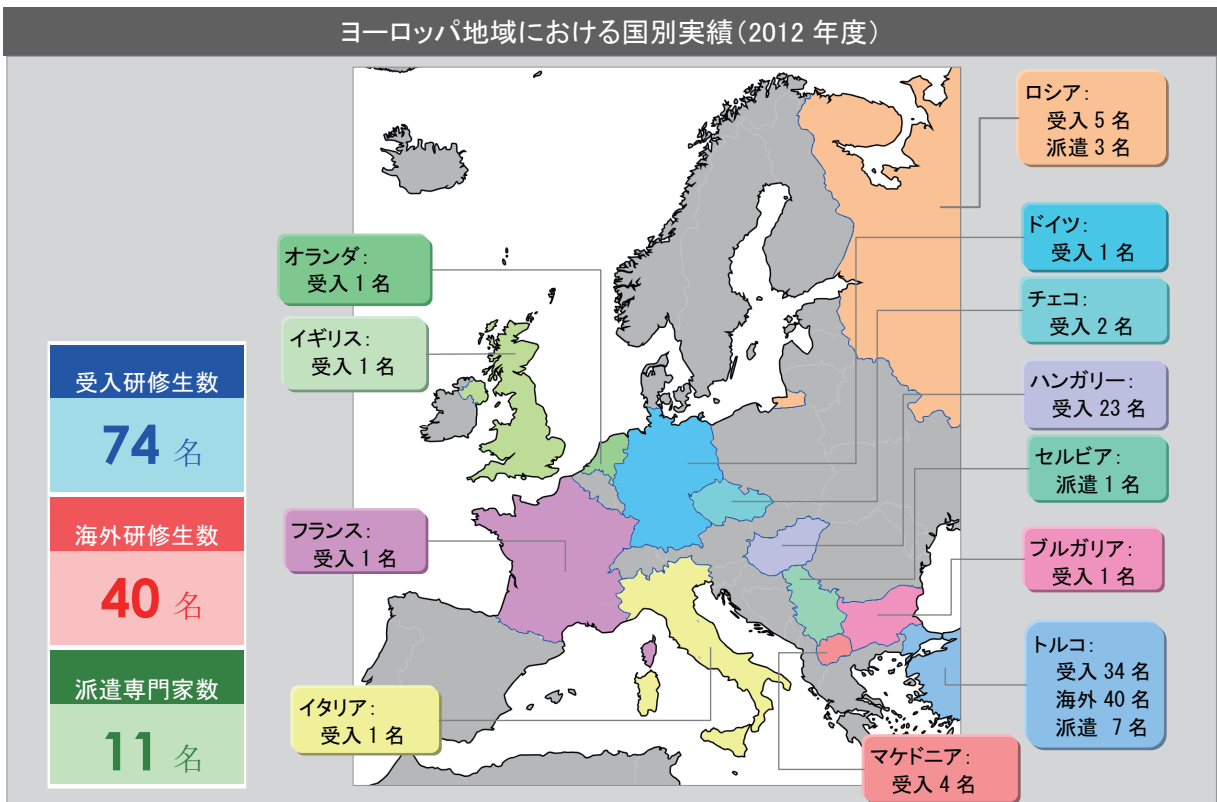 ヨーロッパ地域における国別実績(2012 年度)
ロシア:
受入 5 名
派遣 3 名
ドイツ:
受入 1 名
オランダ:
受入 1 名
チェコ:
受入 2 名
イギリス:
受入 1 名
ハンガリー:
受入 23 名
受入研修生数
74 名
セルビア:
派遣 1 名
海外研修生数
40 名
フランス:
受入 1 名
ブルガリア:
受入 1 名
トルコ:
受入 34 名
海外 40 名
派遣 7 名
派遣専門家数
11 名
イタリア:
受入 1 名
マケドニア:
受入 4 名